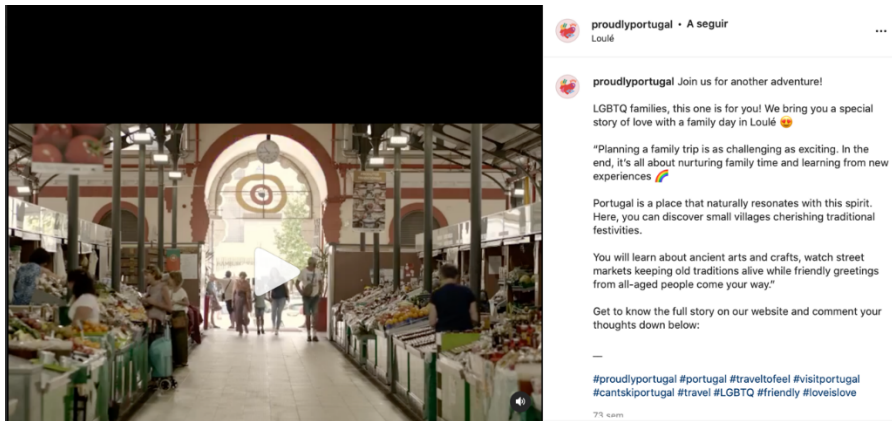 proudlyportugal • A seguir
Loulé
proudlyportugal Join us for another adventure!
LGBTQ families, this one is for you! We bring you a special
story of love with a family day in Loulé 😍
“Planning a family trip is as challenging as exciting. In the
end, it’s all about nurturing family time and learning from new
experiences 🌈
Portugal is a place that naturally resonates with this spirit.
Here, you can discover small villages cherishing traditional
festivities.
You will learn about ancient arts and crafts, watch street
markets keeping old traditions alive while friendly greetings
from all-aged people come your way.”
Get to know the full story on our website and comment your
thoughts down below:
—
#proudlyportugal #portugal #traveltofeel #visitportugal
#cantskiportugal #travel #LGBTQ #friendly #loveislove
73 sem